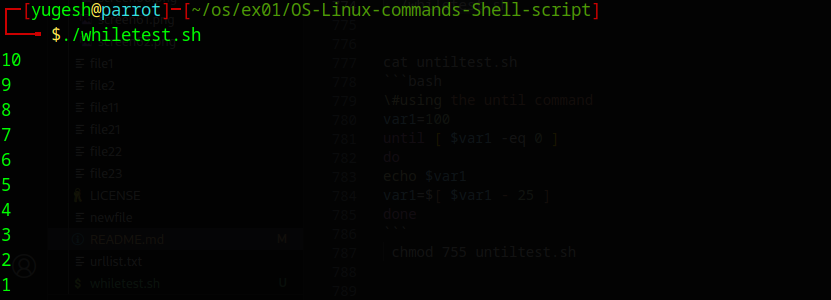 ┌─[yugesh@parrot]─[~/os/ex01/OS-Linux-commands-Shell-script]
└──╼ $./whiletest.sh
10
9
8
7
6
5
4
3
2
1
file1
file2
file11
file21
file22
file23
LICENSE
newfile
README.md M
urllist.txt
$ whiletest.sh U
776
777 cat untiltest.sh
778 ```bash
779 \#using the until command
780 var1=100
781 until [ $var1 -eq 0 ]
782 do
783 echo $var1
784 var1=$[ $var1 - 25 ]
785 done
786 ```
787 chmod 755 untiltest.sh
788
789